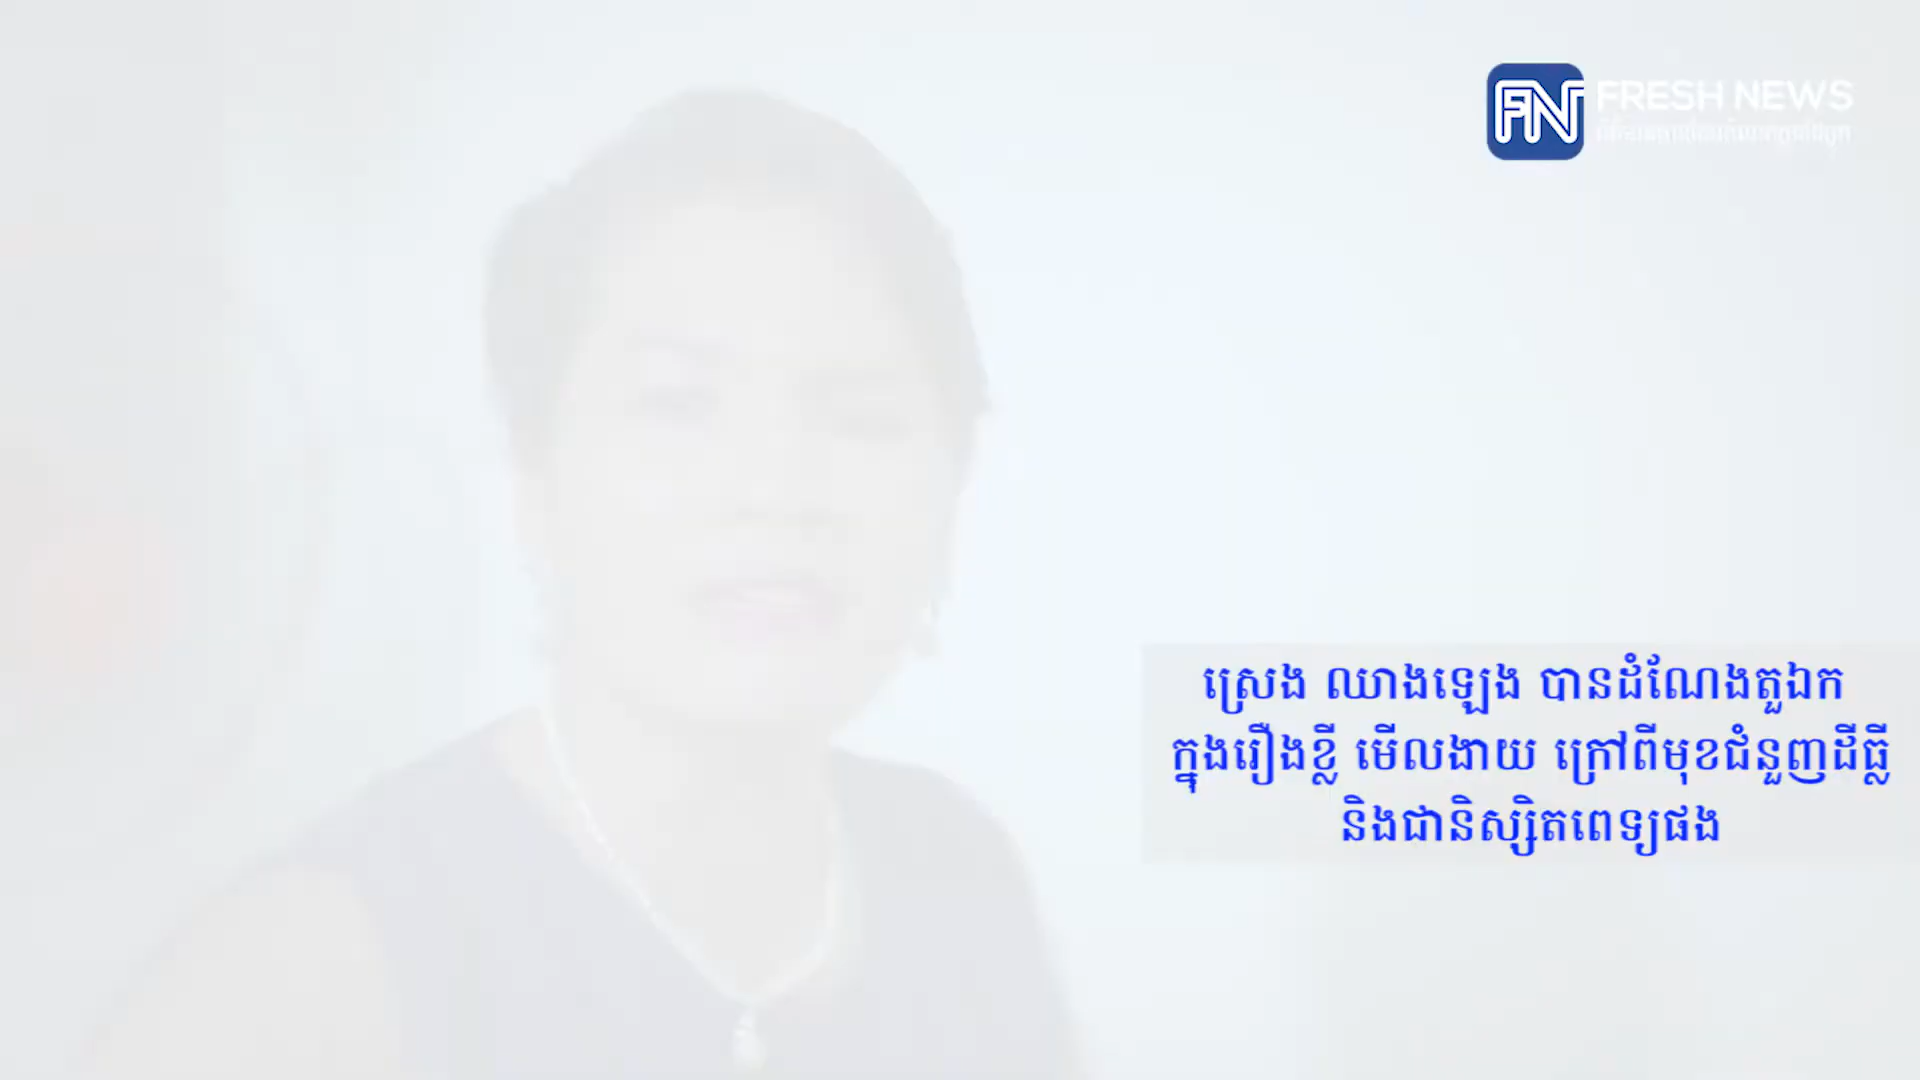 FRESH NEWS
ស្រេង ឈាងឡេង បានដំណែងតួឯក
ក្នុងរឿងខ្លី មើលងាយ ក្រៅពីមុខជំនួញដីធ្លី
និងជានិស្សិតពេទ្យផង